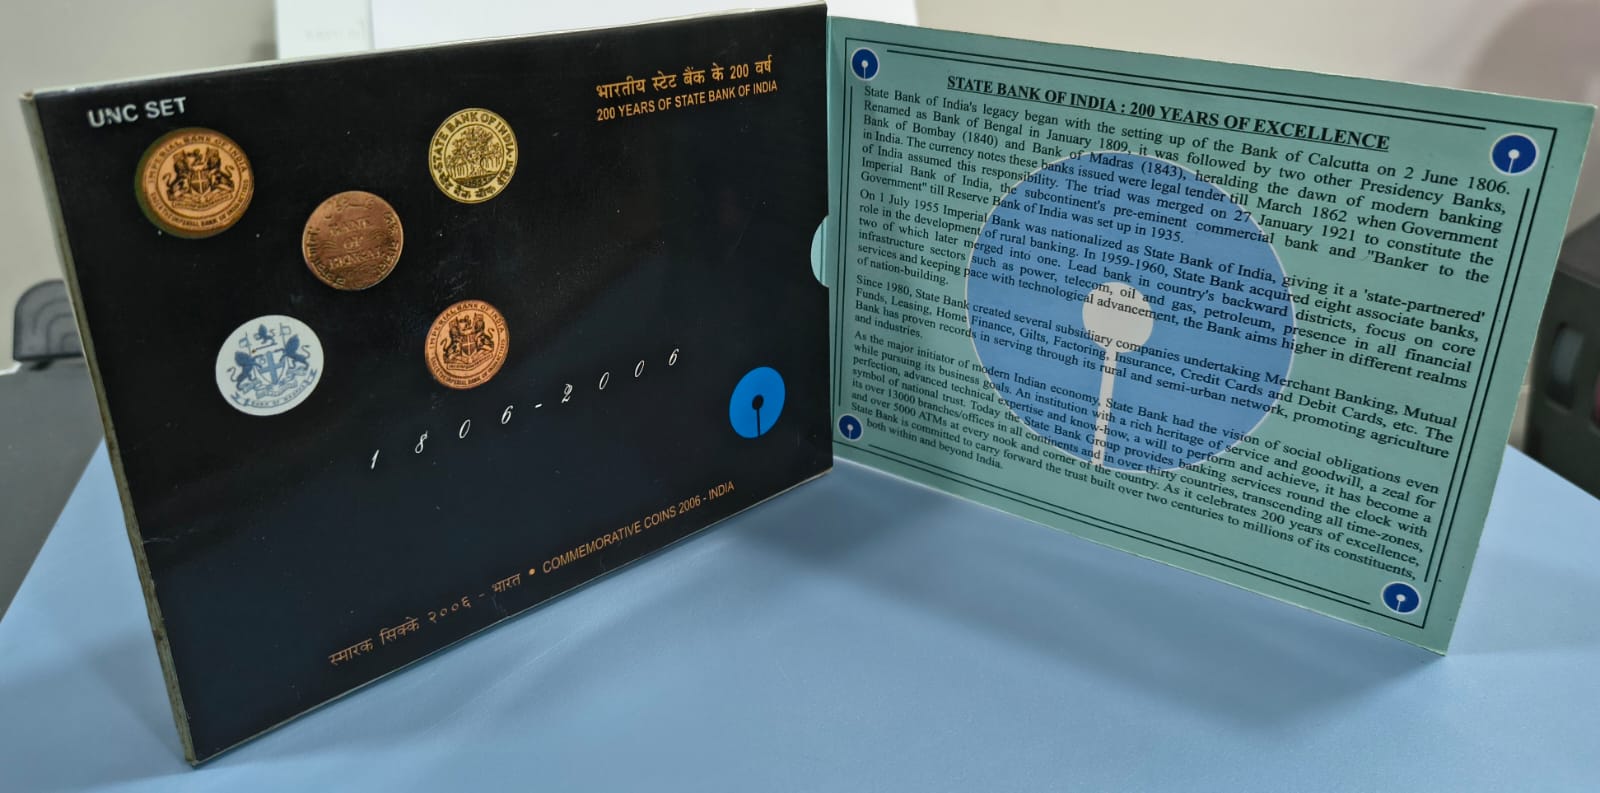 UNC SET
भारतीय स्टेट बैंक के 200 वर्ष
200 YEARS OF STATE BANK OF INDIA
IMPERIAL BANK OF INDIA
STATE BANK OF INDIA
BANK
OF
BENGAL
IMPERIAL BANK OF INDIA
BANK OF MADRAS
1806-2006
स्मारक सिक्के २००६ - भारत • COMMEMORATIVE COINS 2006 - INDIA
STATE BANK OF INDIA : 200 YEARS OF EXCELLENCE
State Bank of India's legacy began with the setting up of the Bank of Calcutta on 2 June 1806.
Renamed as Bank of Bengal in January 1809, it was followed by two other Presidency Banks,
Bank of Bombay (1840) and Bank of Madras (1843), heralding the dawn of modern banking
in India. The currency notes these banks issued were legal tender till March 1862 when Government
of India assumed this responsibility. The triad was merged on 27 January 1921 to constitute the
Imperial Bank of India, the subcontinent's pre-eminent commercial bank and "Banker to the
Government" till Reserve Bank of India was set up in 1935.
On 1 July 1955 Imperial Bank was nationalized as State Bank of India, giving it a 'state-partnered'
role in the development of rural banking. In 1959-1960, State Bank acquired eight associate banks,
two of which later merged into one. Lead bank in country's backward districts, focus on core
infrastructure sectors such as power, telecom, oil and gas, petroleum, presence in all financial
services and keeping pace with technological advancement, the Bank aims higher in different realms
of nation-building.
Since 1980, State Bank created several subsidiary companies undertaking Merchant Banking, Mutual
Funds, Leasing, Home Finance, Gilts, Factoring, Insurance, Credit Cards and Debit Cards, etc. The
Bank has proven records in serving through its rural and semi-urban network, promoting agriculture
and industries.
As the major initiator of modern Indian economy, State Bank had the vision of social obligations even
while pursuing its business goals. An institution with a rich heritage of service and goodwill, a zeal for
perfection, advanced technical expertise and know-how, a will to perform and achieve, it has become a
symbol of national trust. Today the State Bank Group provides banking services round the clock with
its over 13000 branches/offices in all continents and in over thirty countries, transcending all time-zones,
and over 5000 ATMs at every nook and corner of the country. As it celebrates 200 years of excellence,
State Bank is committed to carry forward the trust built over two centuries to millions of its constituents,
both within and beyond India.